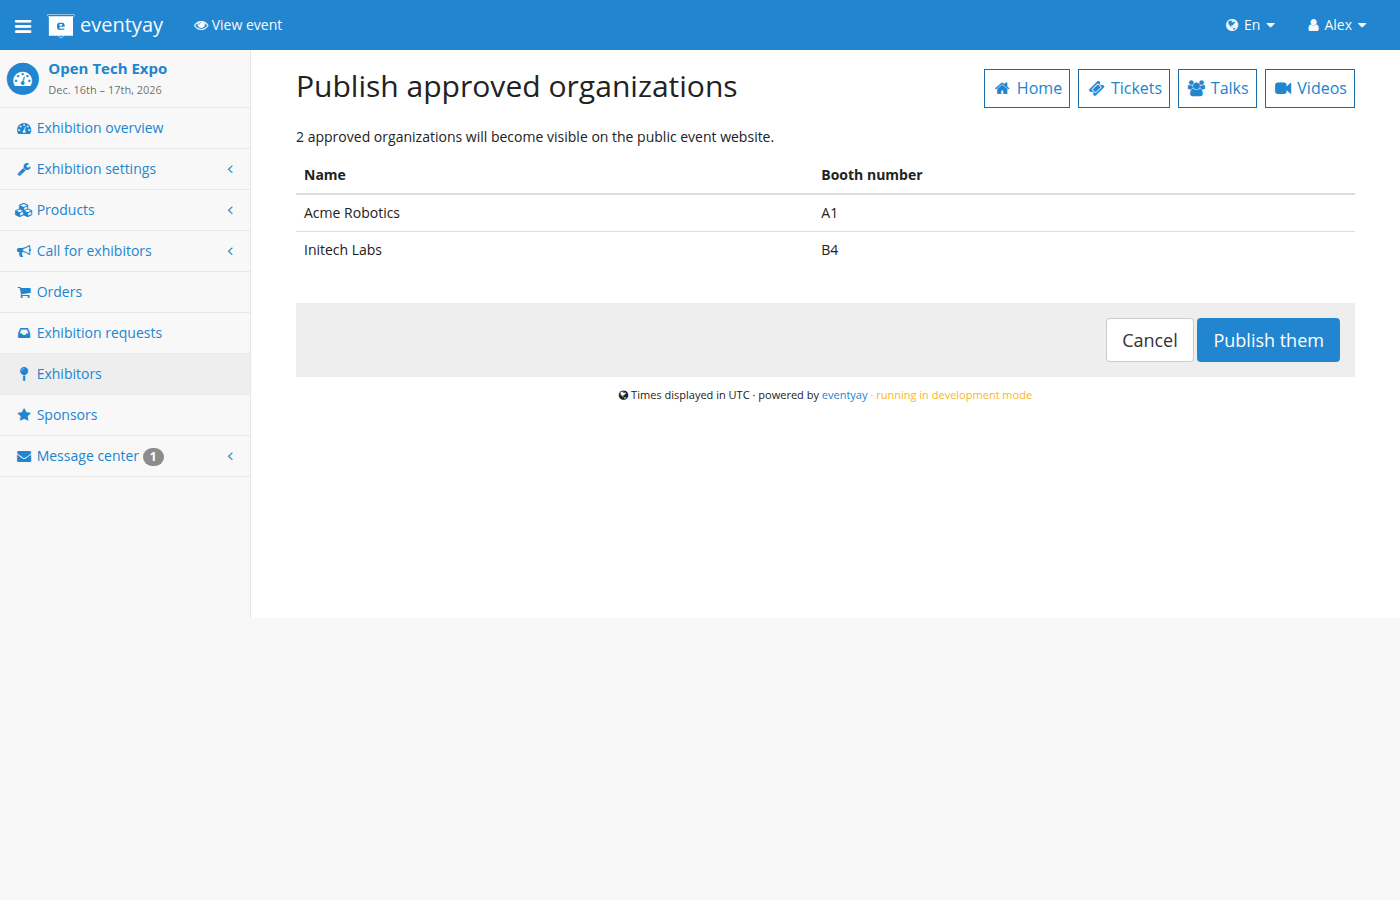 eventyay
View event
En
Alex
Open Tech Expo
Dec. 16th – 17th, 2026
Exhibition overview
Exhibition settings
Products
Call for exhibitors
Orders
Exhibition requests
Exhibitors
Sponsors
Message center 1
Publish approved organizations
Home
Tickets
Talks
Videos
2 approved organizations will become visible on the public event website.
Name Booth number
Acme Robotics A1
Initech Labs B4
Cancel
Publish them
Times displayed in UTC · powered by eventyay · running in development mode